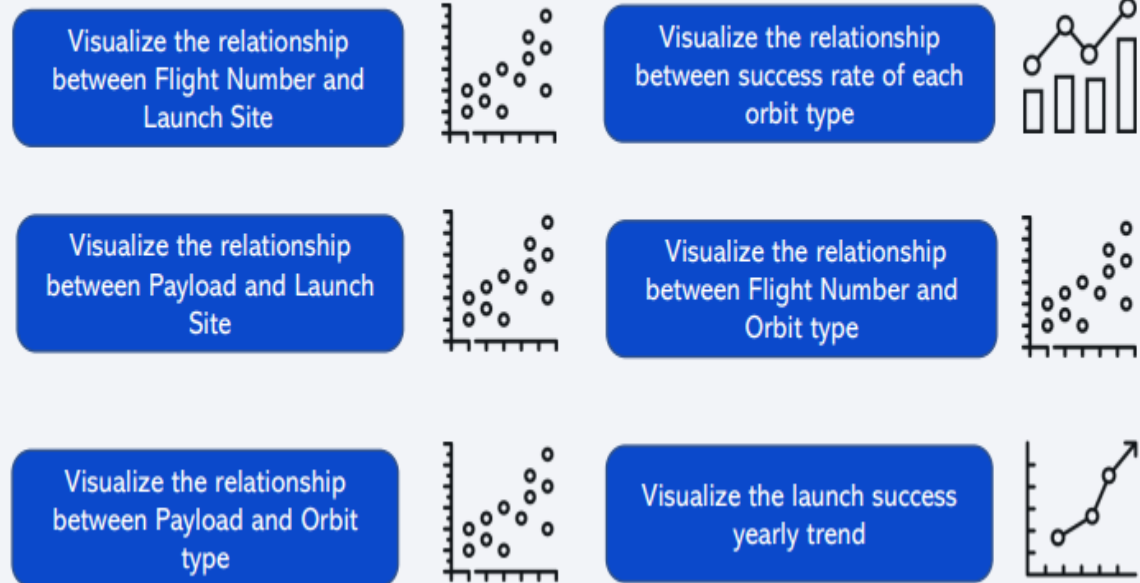 Visualize the relationship
between Flight Number and
Launch Site
Visualize the relationship
between success rate of each
orbit type
Visualize the relationship
between Payload and Launch
Site
Visualize the relationship
between Flight Number and
Orbit type
Visualize the relationship
between Payload and Orbit
type
Visualize the launch success
yearly trend